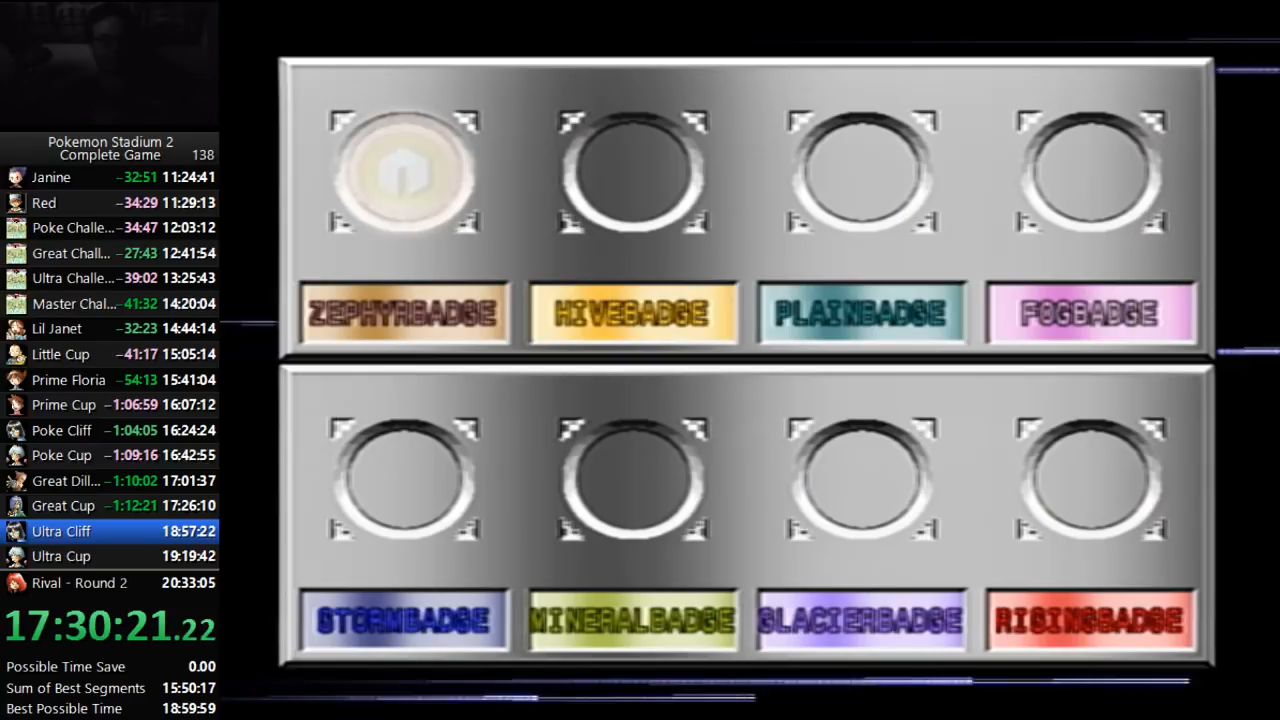 Pokemon Stadium 2
Complete Game 138
Janine -32:51 11:24:41
Red -34:29 11:29:13
Poke Challe... -34:47 12:03:12
Great Chall... -27:43 12:41:54
Ultra Challe... -39:02 13:25:43
Master Chal... -41:32 14:20:04
Lil Janet -32:23 14:44:14
Little Cup -41:17 15:05:14
Prime Floria -54:13 15:41:04
Prime Cup -1:06:59 16:07:12
Poke Cliff -1:04:05 16:24:24
Poke Cup -1:09:16 16:42:55
Great Dill... -1:10:02 17:01:37
Great Cup -1:12:21 17:26:10
Ultra Cliff 18:57:22
Ultra Cup 19:19:42
Rival - Round 2 20:33:05
17:30:21.22
Possible Time Save 0.00
Sum of Best Segments 15:50:17
Best Possible Time 18:59:59
ZEPHYRBADGE HIVEBADGE PLAINBADGE FOGBADGE
STORMBADGE MINERALBADGE GLACIERBADGE RISINGBADGE